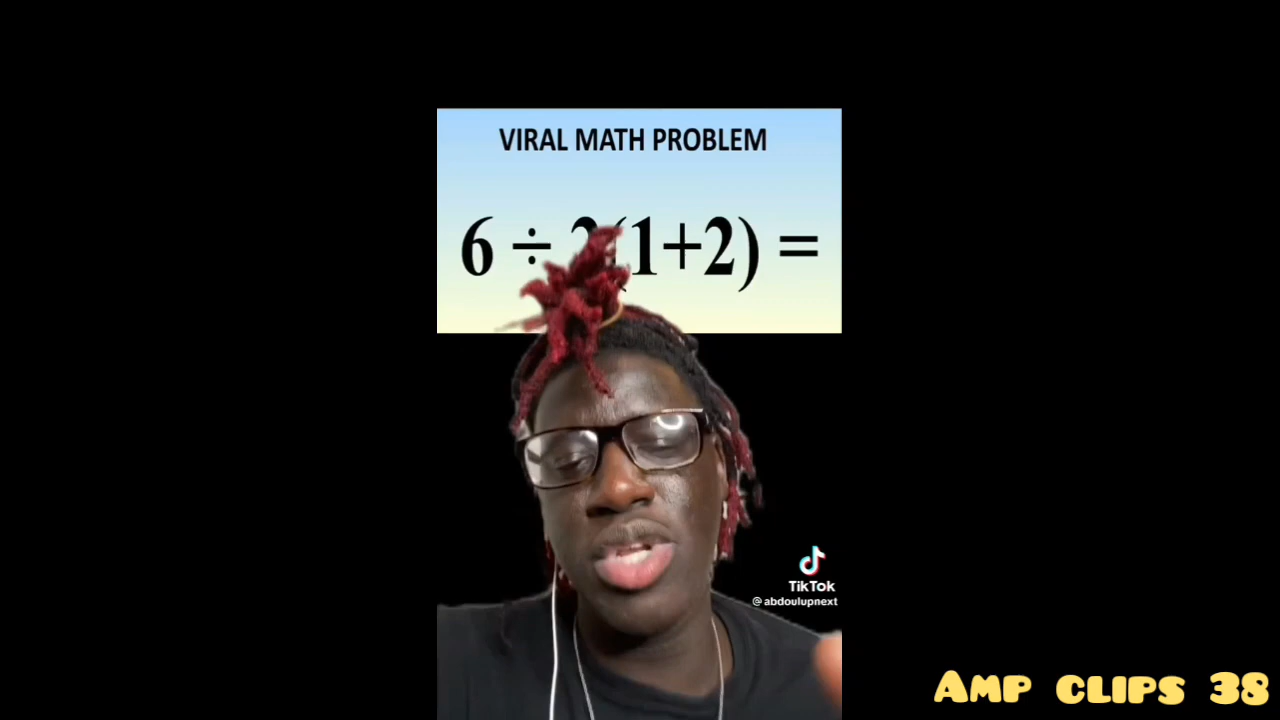 VIRAL MATH PROBLEM
6 ÷ 2(1+2) =
TikTok
@abdoulupnext
AMP CLIPS 38